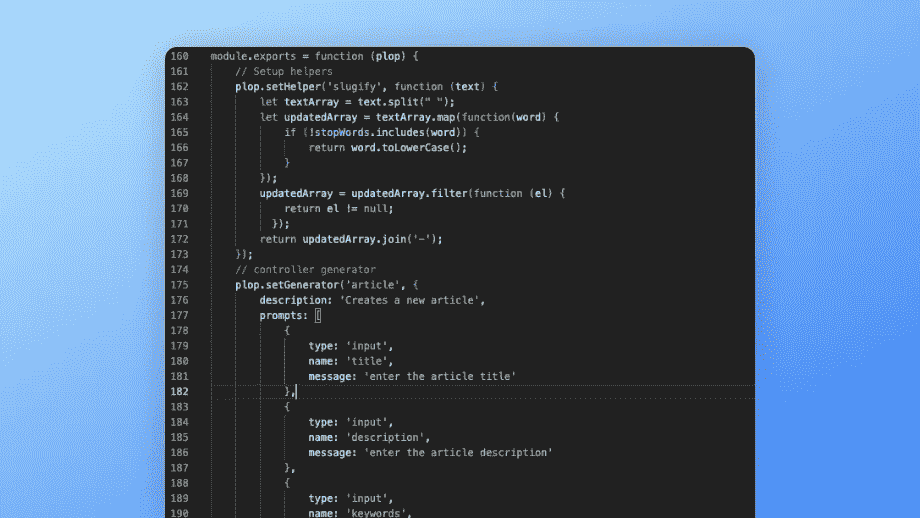 160 module.exports = function (plop) {
161 // Setup helpers
162 plop.setHelper('slugify', function (text) {
163 let textArray = text.split(" ");
164 let updatedArray = textArray.map(function(word) {
165 if (!stopWords.includes(word)) {
166 return word.toLowerCase();
167 }
168 });
169 updatedArray = updatedArray.filter(function (el) {
170 return el != null;
171 });
172 return updatedArray.join('-');
173 });
174 // controller generator
175 plop.setGenerator('article', {
176 description: 'Creates a new article',
177 prompts: [
178 {
179 type: 'input',
180 name: 'title',
181 message: 'enter the article title'
182 },
183 {
184 type: 'input',
185 name: 'description',
186 message: 'enter the article description'
187 },
188 {
189 type: 'input',
190 name: 'keywords',